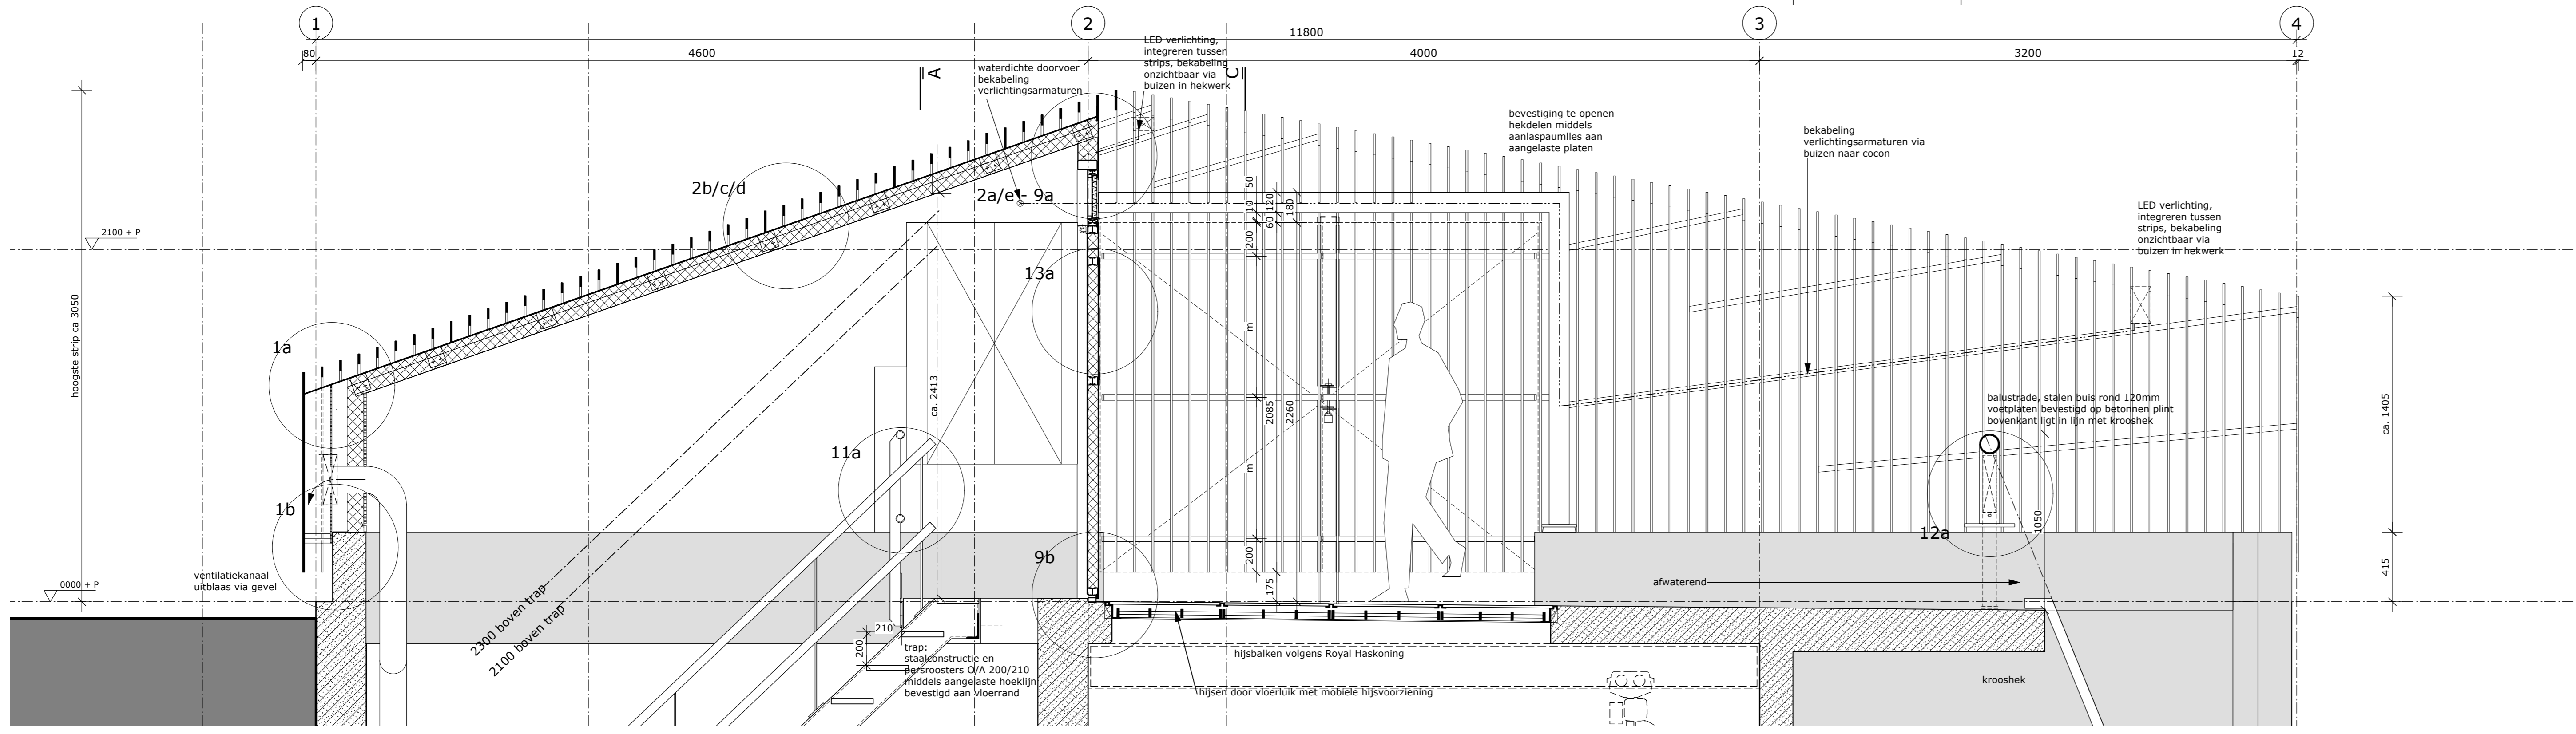 1
2
3
4
11800
80
4600
4000
3200
12
A
C
LED verlichting,
integreren tussen
strips, bekabeling
onzichtbaar via
buizen in hekwerk
waterdichte doorvoer
bekabeling
verlichtingsarmaturen
bevestiging te openen
hekdelen middels
aanlaspaumlles aan
aangelaste platen
bekabeling
verlichtingsarmaturen via
buizen naar cocon
LED verlichting,
integreren tussen
strips, bekabeling
onzichtbaar via
buizen in hekwerk
2b/c/d
2a/e - 9a
50
10
120
60
180
200
2100 + P
hoogste strip ca 3050
13a
1a
m
ca. 2413
2085
2260
m
ca. 1405
balustrade, stalen buis rond 120mm
voetplaten bevestigd op betonnen plint
bovenkant ligt in lijn met krooshek
11a
1b
12a
1050
9b
200
175
415
ventilatiekanaal
uitblaas via gevel
0000 + P
afwaterend
2300 boven trap
2100 boven trap
210
200
trap:
staalconstructie en
persroosters O/A 200/210
middels aangelaste hoeklijn
bevestigd aan vloerrand
hijsbalken volgens Royal Haskoning
hijsen door vloerluik met mobiele hijsvoorziening
krooshek